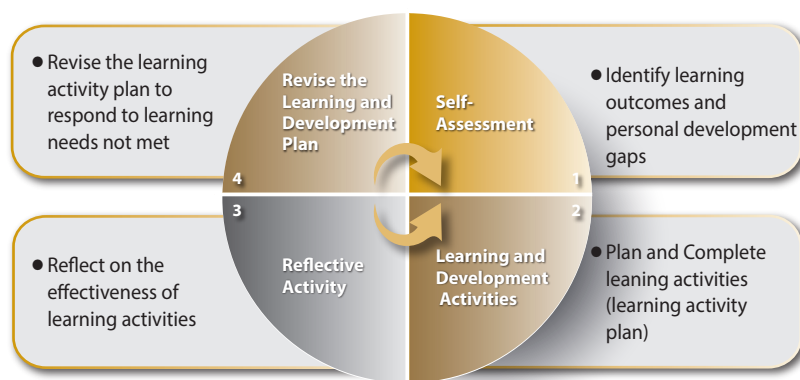 ● Revise the learning
activity plan to
respond to learning
needs not met
Revise the
Learning and
Development
Plan
4
Self-
Assessment
1
● Identify learning
outcomes and
personal development
gaps
● Reflect on the
effectiveness of
learning activities
3
Reflective
Activity
2
Learning and
Development
Activities
● Plan and Complete
leaning activities
(learning activity
plan)